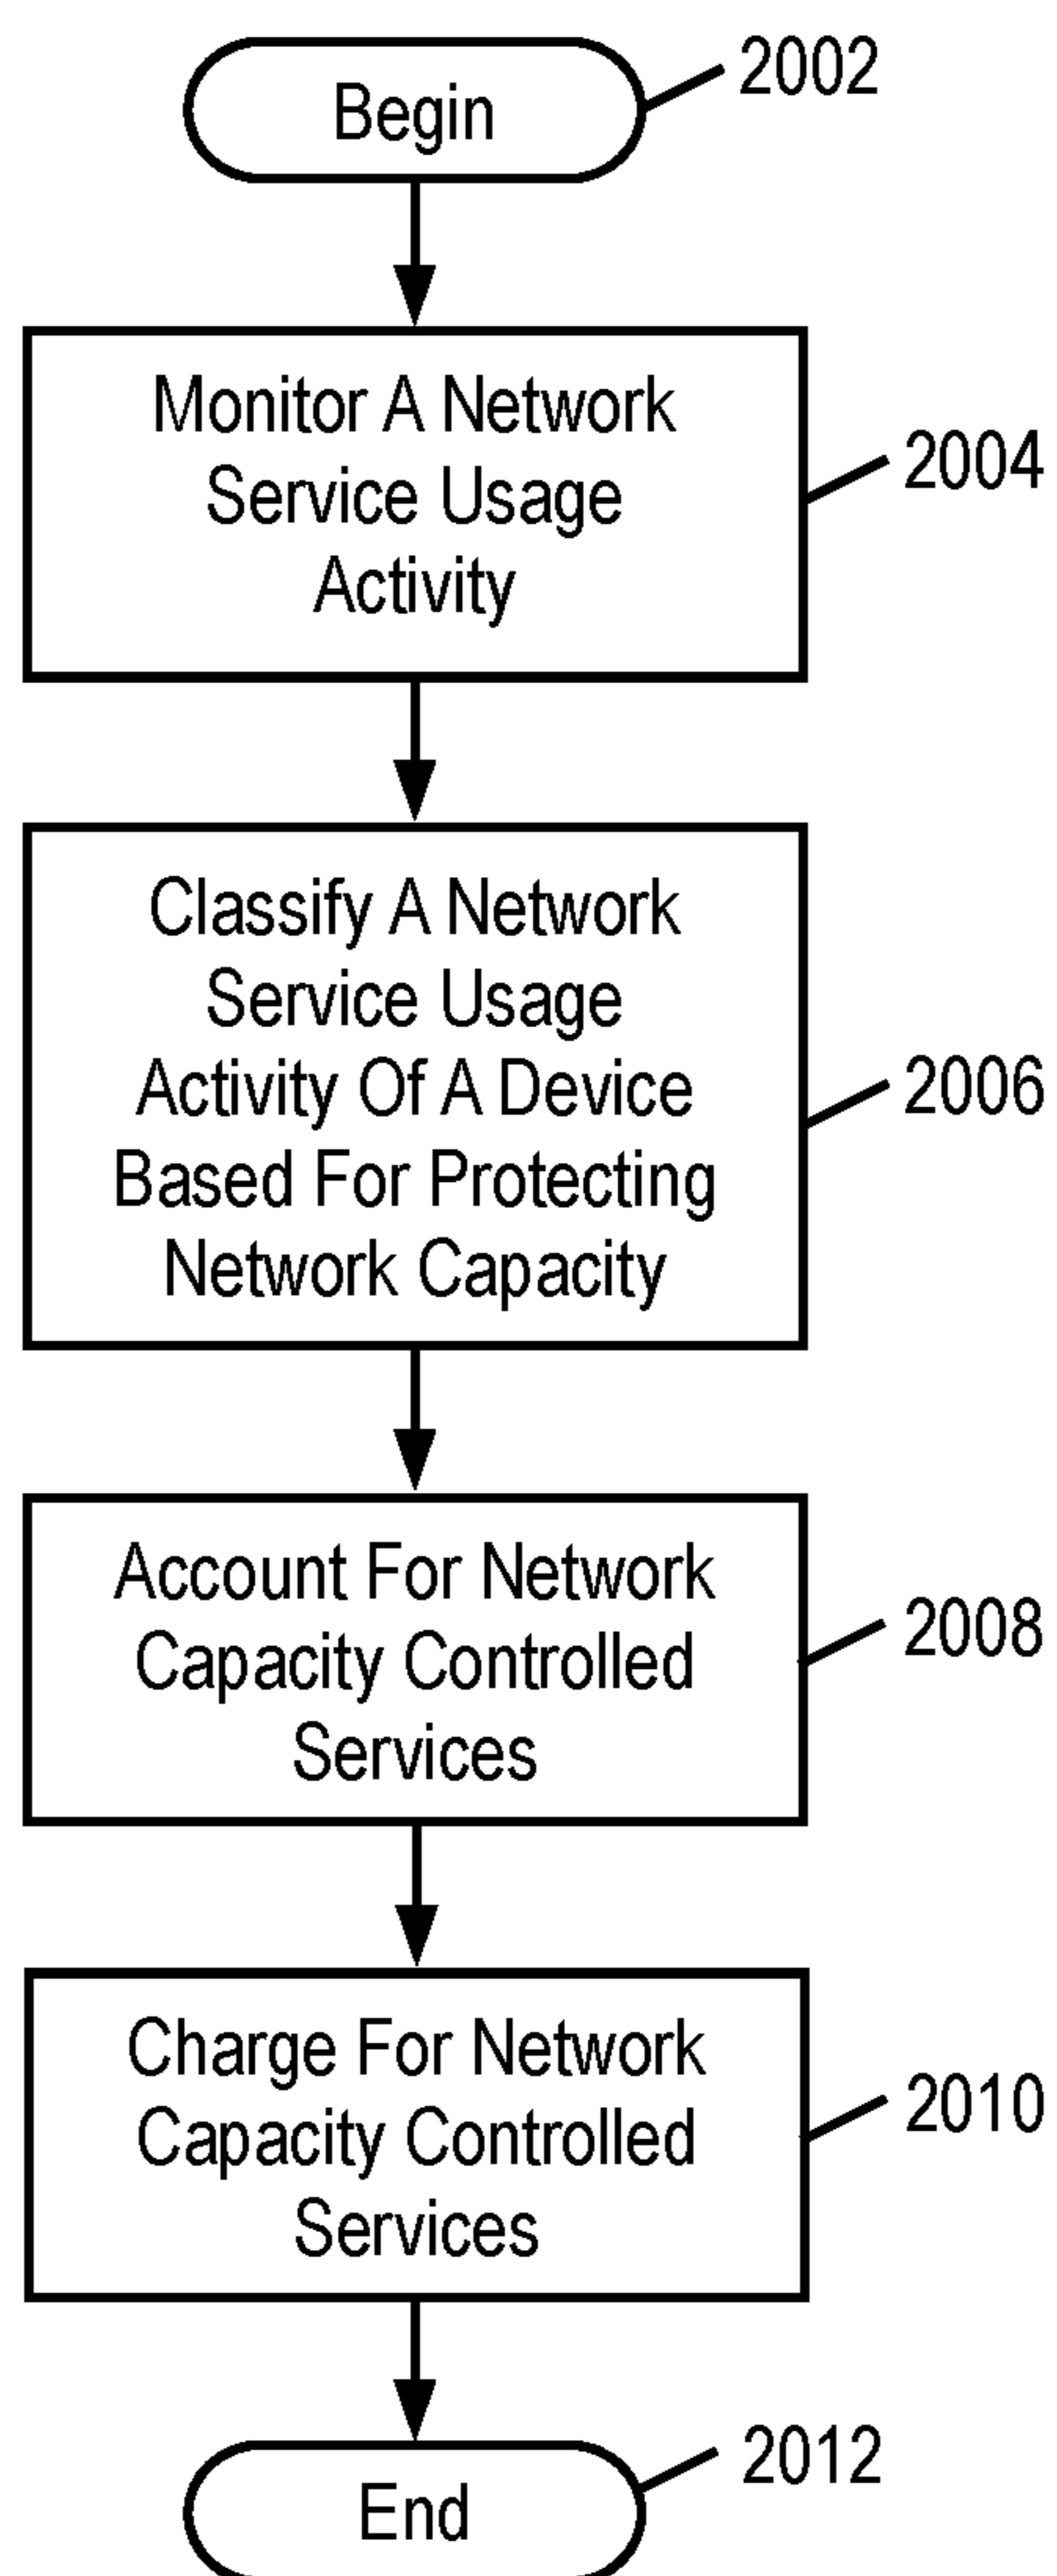 Begin
2002
Monitor A Network
Service Usage
Activity
2004
Classify A Network
Service Usage
Activity Of A Device
Based For Protecting
Network Capacity
2006
Account For Network
Capacity Controlled
Services
2008
Charge For Network
Capacity Controlled
Services
2010
End
2012